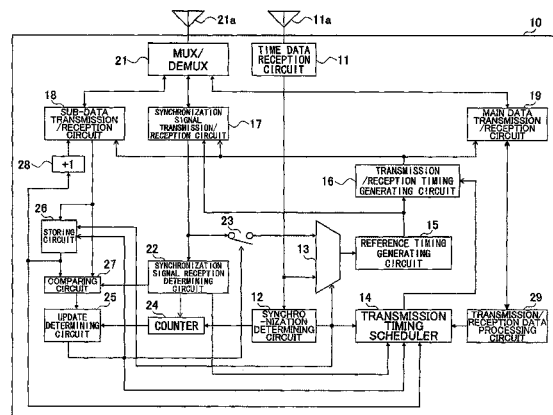 21a
11a
10
21
MUX/
DEMUX
TIME DATA
RECEPTION
CIRCUIT
11
18
SUB-DATA
TRANSMISSION
/RECEPTION CIRCUIT
SYNCHRONIZATION
SIGNAL
TRANSMISSION/
RECEPTION CIRCUIT
17
19
MAIN DATA
TRANSMISSION
/RECEPTION CIRCUIT
28
+1
16
TRANSMISSION
/RECEPTION TIMING
GENERATING CIRCUIT
26
STORING
CIRCUIT
23
13
15
REFERENCE TIMING
GENERATING
CIRCUIT
22
SYNCHRONIZATION
SIGNAL RECEPTION
DETERMINING CIRCUIT
27
COMPARING
CIRCUIT
25
UPDATE
DETERMINING
CIRCUIT
24
COUNTER
12
SYNCHRO
-NIZATION
DETERMINING
CIRCUIT
14
TRANSMISSION
TIMING
SCHEDULER
29
TRANSMISSION/
RECEPTION DATA
PROCESSING CIRCUIT